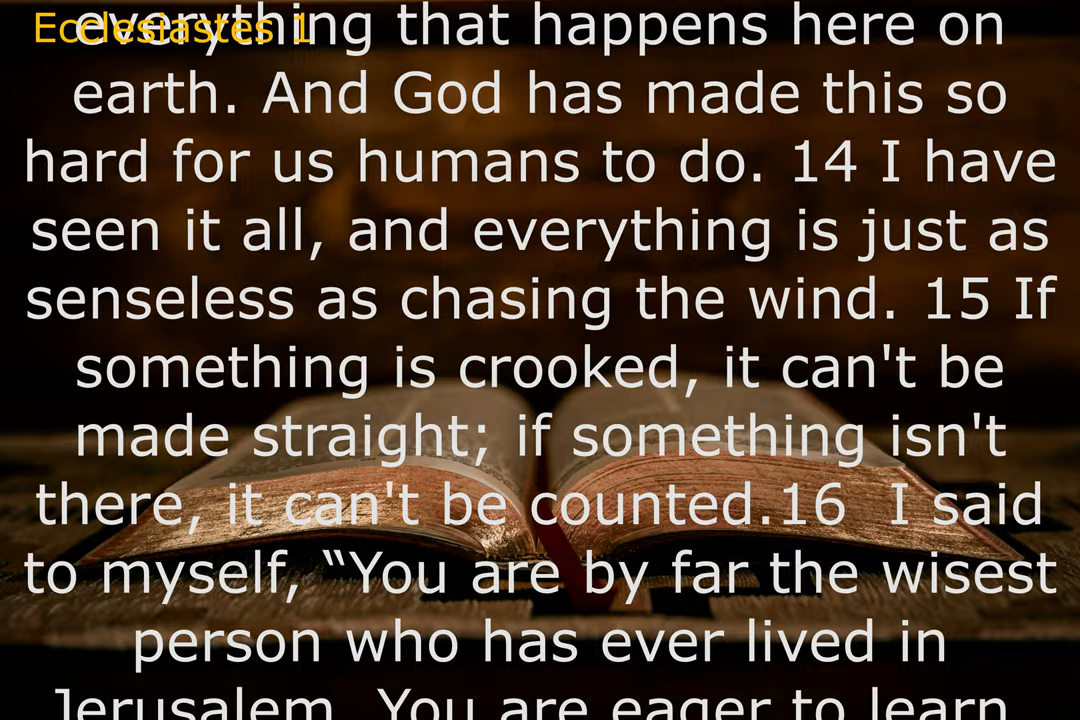 Ecclesiastes 1
everything that happens here on
earth. And God has made this so
hard for us humans to do. 14 I have
seen it all, and everything is just as
senseless as chasing the wind. 15 If
something is crooked, it can't be
made straight; if something isn't
there, it can't be counted.16  I said
to myself, “You are by far the wisest
person who has ever lived in
Jerusalem. You are eager to learn